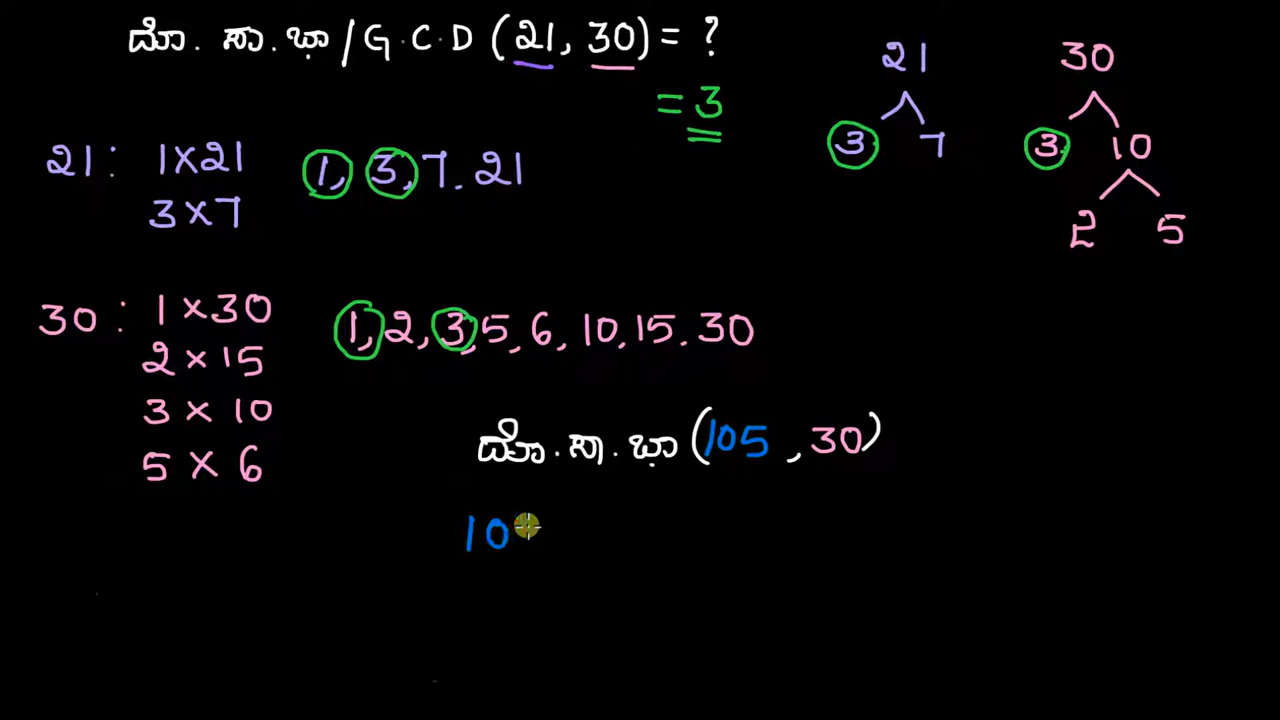 ದೊ. ಸಾ. ಭಾ / G.C.D (21, 30) = ?
= 3
21
3 7
30
3 10
2 5
21 : 1 x 21
3 x 7
1, 3, 7. 21
30 : 1 x 30
2 x 15
3 x 10
5 x 6
1, 2, 3, 5, 6, 10, 15. 30
ದೊ. ಸಾ. ಭಾ (105 , 30)
10